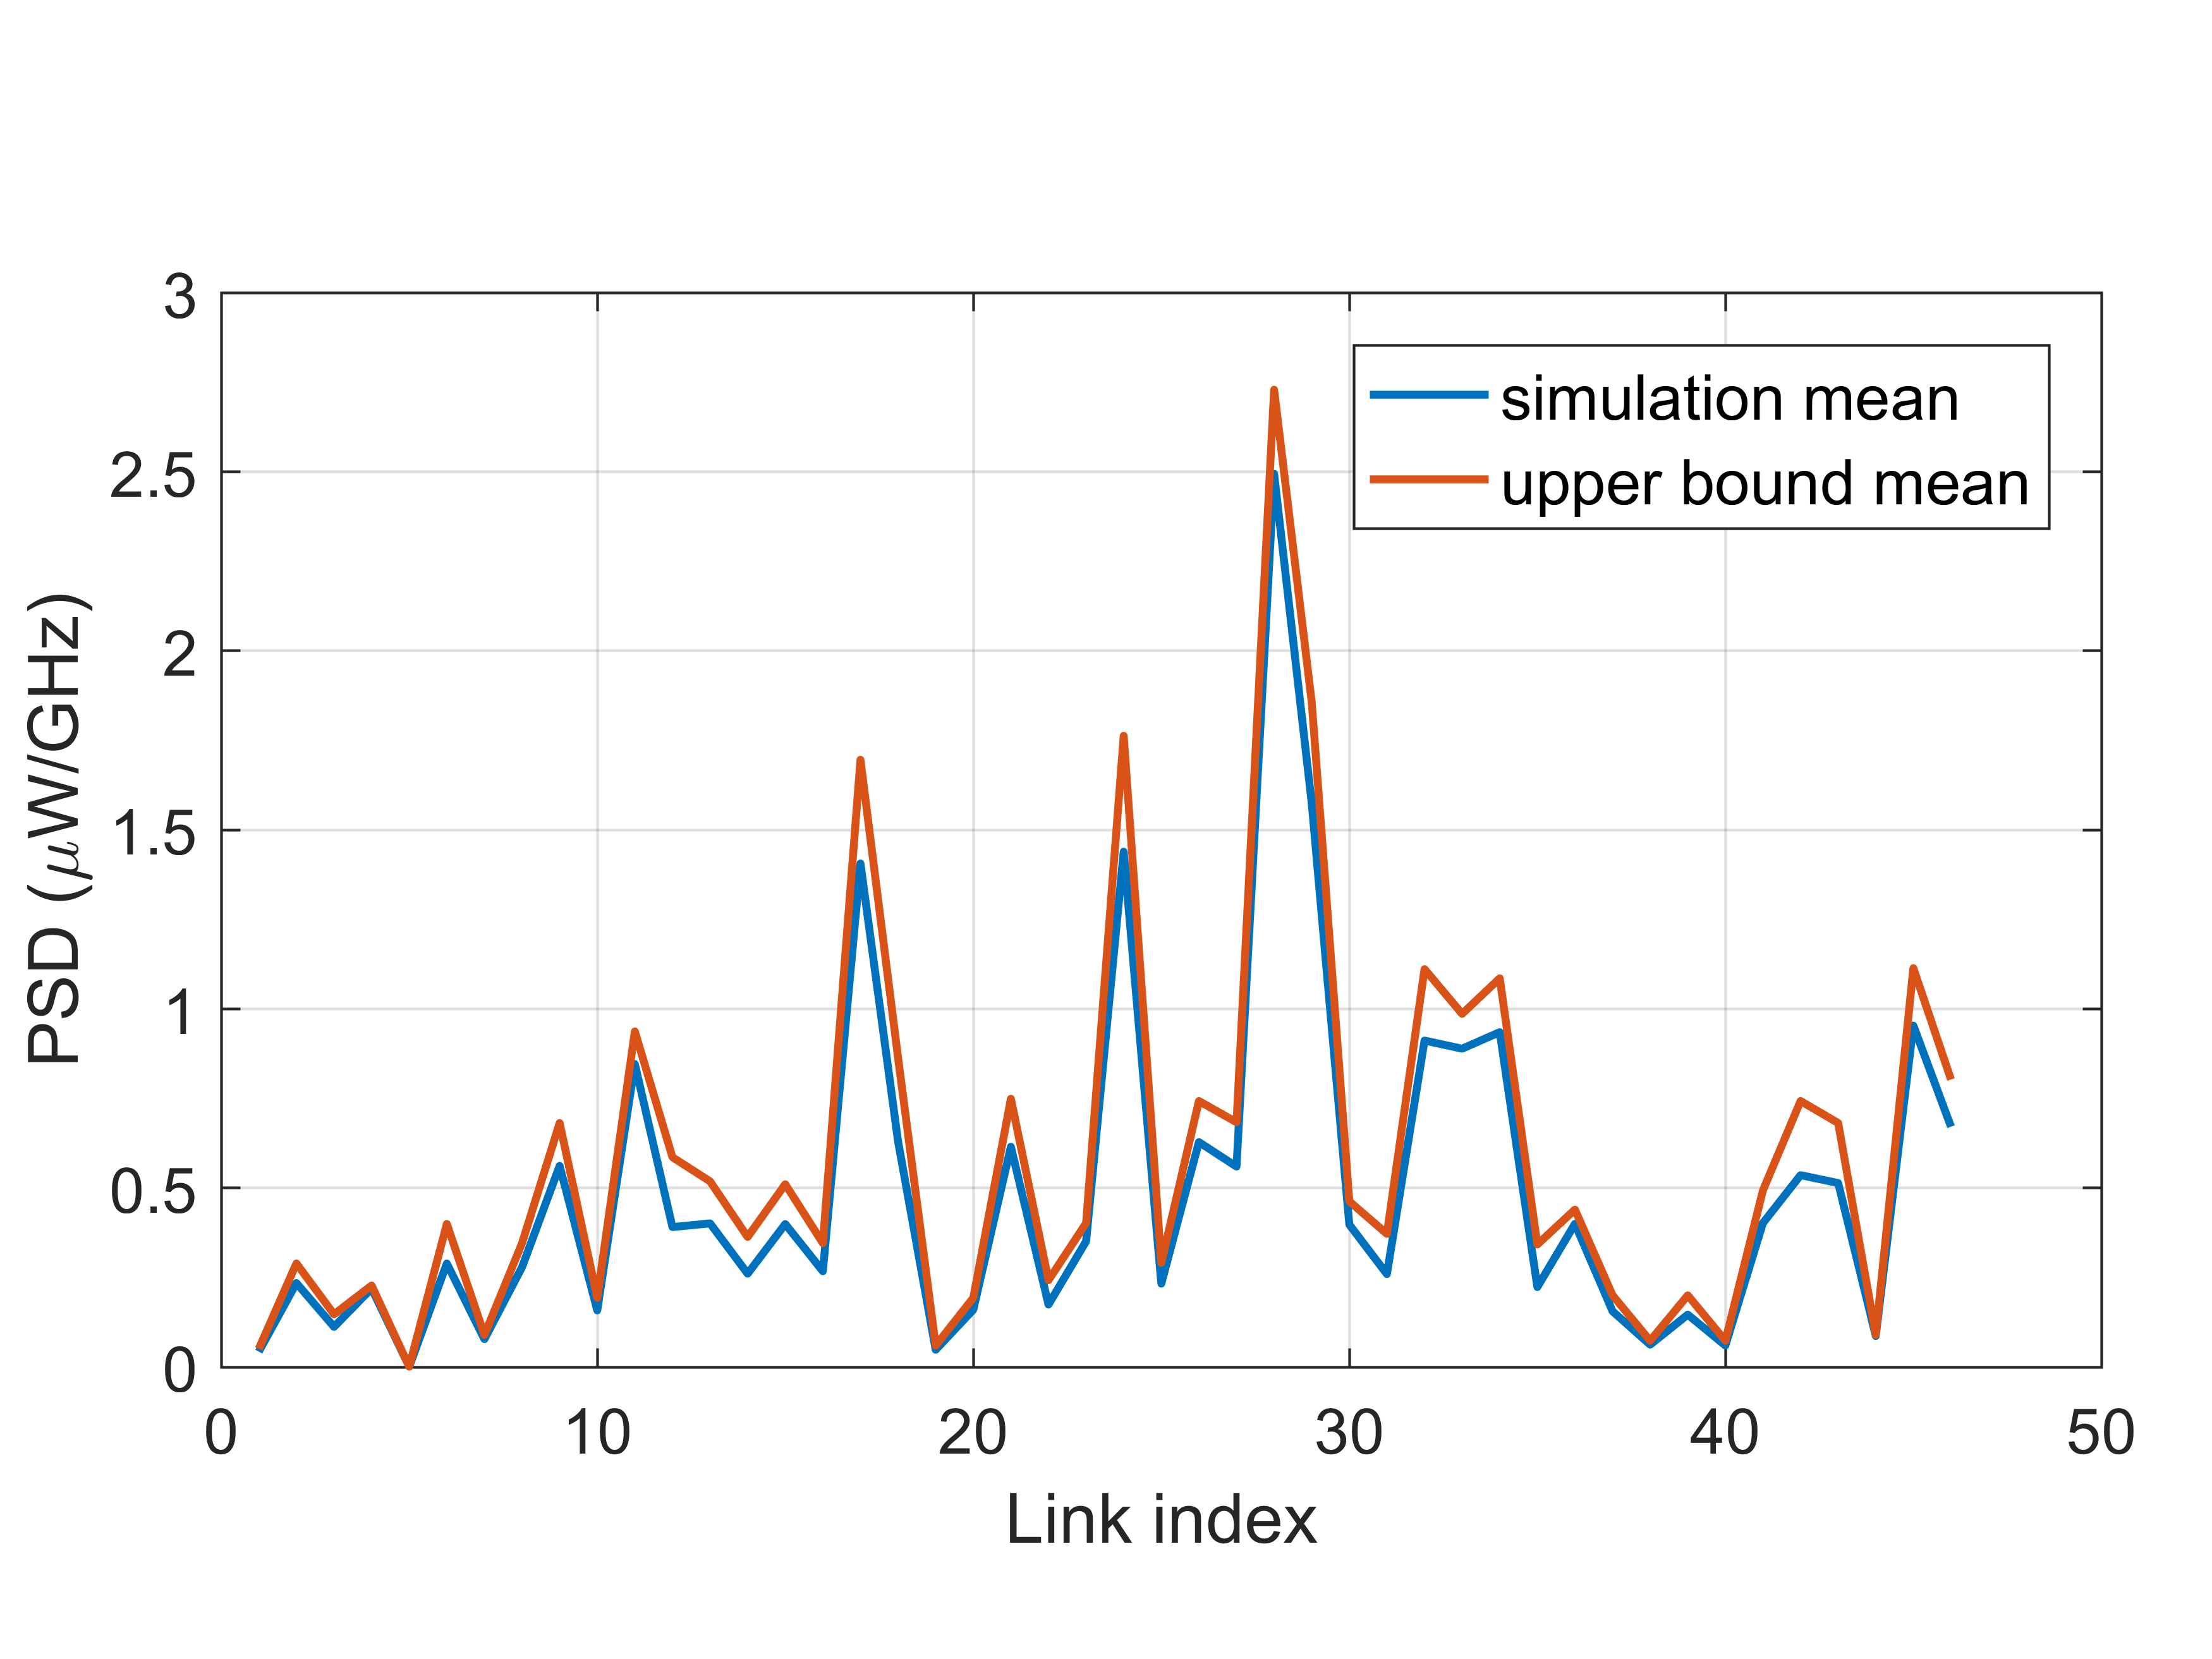 3
2.5
2
1.5
1
0.5
0
PSD (μW/GHz)
simulation mean
upper bound mean
0 10 20 30 40 50
Link index